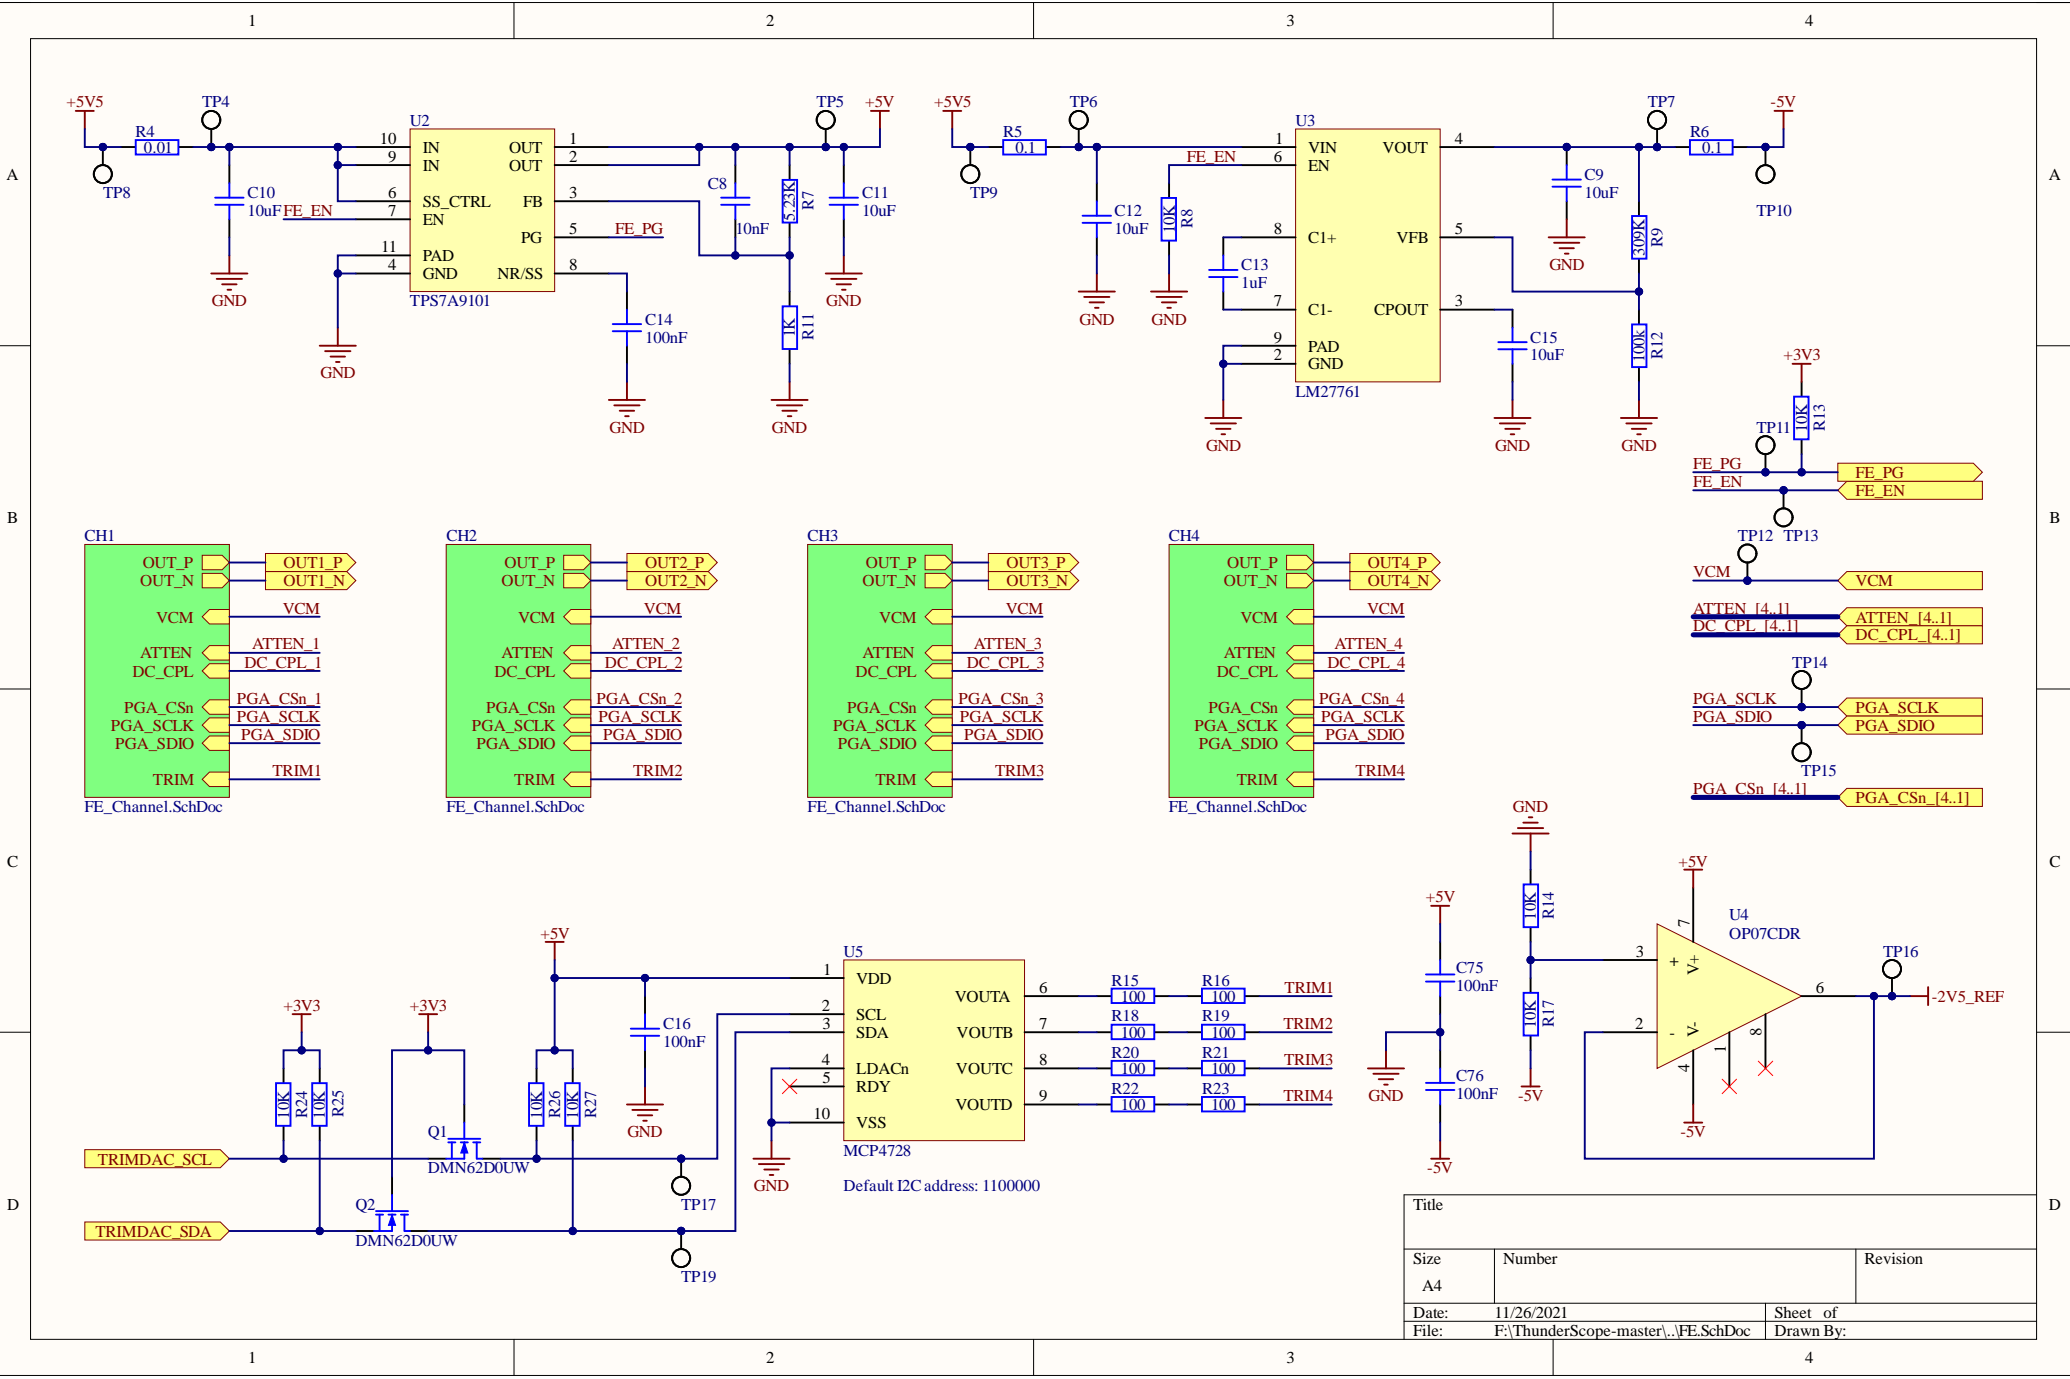 1 2 3 4
A
A
+5V5
TP4
TP5
+5V
R4
0.01
TP8
C10
10uF
FE_EN
U2
10 IN OUT 1
9 IN OUT 2
6 SS_CTRL FB 3
7 EN
PG 5 FE_PG
11 PAD
4 GND NR/SS 8
TPS7A9101
C8
10nF
5.23K
R7
C11
10uF
GND
GND
C14
100nF
1K
R11
GND
GND
GND
+5V5
TP6
TP7
-5V
R5
0.1
TP9
C12
10uF
FE_EN
10K
R8
U3
1 VIN VOUT 4
6 EN
8 C1+ VFB 5
7 C1- CPOUT 3
9 PAD
2 GND
LM27761
C13
1uF
C9
10uF
309K
R9
R6
0.1
TP10
GND
GND
GND
C15
10uF
100k
R12
GND
GND
GND
+3V3
10K
R13
TP11
FE_PG FE_PG
FE_EN FE_EN
TP12 TP13
B
B
CH1
OUT_P OUT1_P
OUT_N OUT1_N
VCM VCM
ATTEN ATTEN_1
DC_CPL DC_CPL_1
PGA_CSn PGA_CSn_1
PGA_SCLK PGA_SCLK
PGA_SDIO PGA_SDIO
TRIM TRIM1
FE_Channel.SchDoc
CH2
OUT_P OUT2_P
OUT_N OUT2_N
VCM VCM
ATTEN ATTEN_2
DC_CPL DC_CPL_2
PGA_CSn PGA_CSn_2
PGA_SCLK PGA_SCLK
PGA_SDIO PGA_SDIO
TRIM TRIM2
FE_Channel.SchDoc
CH3
OUT_P OUT3_P
OUT_N OUT3_N
VCM VCM
ATTEN ATTEN_3
DC_CPL DC_CPL_3
PGA_CSn PGA_CSn_3
PGA_SCLK PGA_SCLK
PGA_SDIO PGA_SDIO
TRIM TRIM3
FE_Channel.SchDoc
CH4
OUT_P OUT4_P
OUT_N OUT4_N
VCM VCM
ATTEN ATTEN_4
DC_CPL DC_CPL_4
PGA_CSn PGA_CSn_4
PGA_SCLK PGA_SCLK
PGA_SDIO PGA_SDIO
TRIM TRIM4
FE_Channel.SchDoc
VCM VCM
ATTEN_[4..1] ATTEN_[4..1]
DC_CPL_[4..1] DC_CPL_[4..1]
TP14
PGA_SCLK PGA_SCLK
PGA_SDIO PGA_SDIO
TP15
PGA_CSn_[4..1] PGA_CSn_[4..1]
C
C
+3V3
+3V3
+5V
10K
R24
10K
R25
Q1
DMN62D0UW
Q2
DMN62D0UW
TRIMDAC_SCL
TRIMDAC_SDA
10K
R26
10K
R27
C16
100nF
GND
TP17
TP19
U5
1 VDD
2 SCL
3 SDA
4 LDACn
5 RDY
10 VSS
VOUTA 6
VOUTB 7
VOUTC 8
VOUTD 9
MCP4728
GND
Default I2C address: 1100000
R15 R16
100 100 TRIM1
R18 R19
100 100 TRIM2
R20 R21
100 100 TRIM3
R22 R23
100 100 TRIM4
+5V
C75
100nF
GND
C76
100nF
-5V
GND
10K
R14
10K
R17
-5V
+5V
U4
OP07CDR
7
V+
3 +
2 -
V-
4
1
8
6
-5V
TP16
-2V5_REF
D
D
Title
Size Number Revision
A4
Date: 11/26/2021 Sheet of
File: F:\ThunderScope-master\..\FE.SchDoc Drawn By:
1 2 3 4